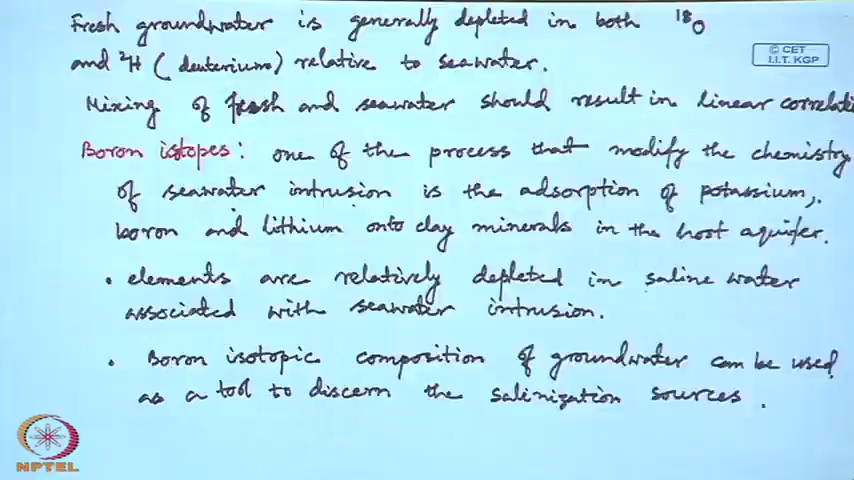 Fresh groundwater is generally depleted in both ¹⁸O
and ²H (deuterium) relative to seawater.
© CET
I.I.T. KGP
Mixing of fresh and seawater should result in linear correlati
Boron istopes: one of the process that modify the chemistry
of seawater intrusion is the adsorption of potassium,
boron and lithium onto clay minerals in the host aquifer.
• elements are relatively depleted in saline water
associated with seawater intrusion.
• Boron isotopic composition of groundwater can be used
as a tool to discern the salinization sources.
NPTEL